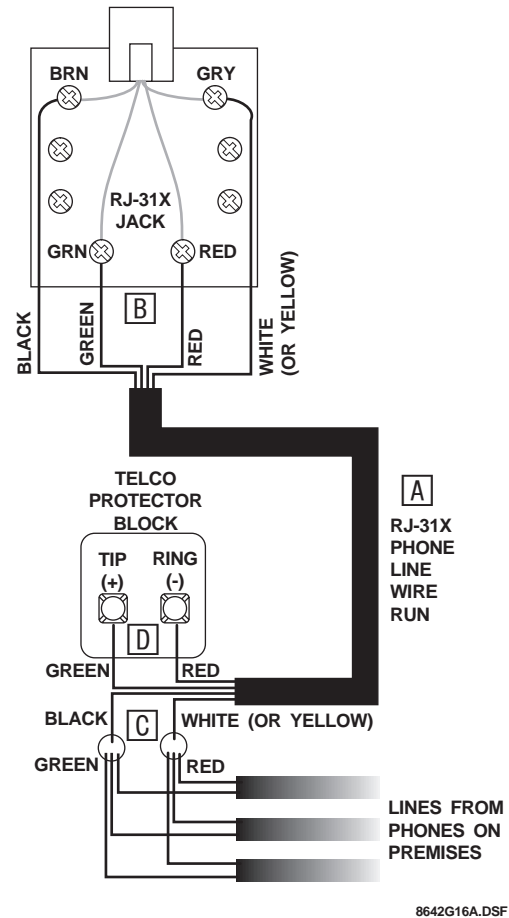 BRN GRY
RJ-31X
JACK
GRN RED
B
BLACK
GREEN
RED
WHITE
(OR YELLOW)
A
RJ-31X
PHONE
LINE
WIRE
RUN
TELCO
PROTECTOR
BLOCK
TIP
(+)
RING
(-)
D
GREEN RED
BLACK C WHITE (OR YELLOW)
GREEN RED
LINES FROM
PHONES ON
PREMISES
8642G16A.DSF